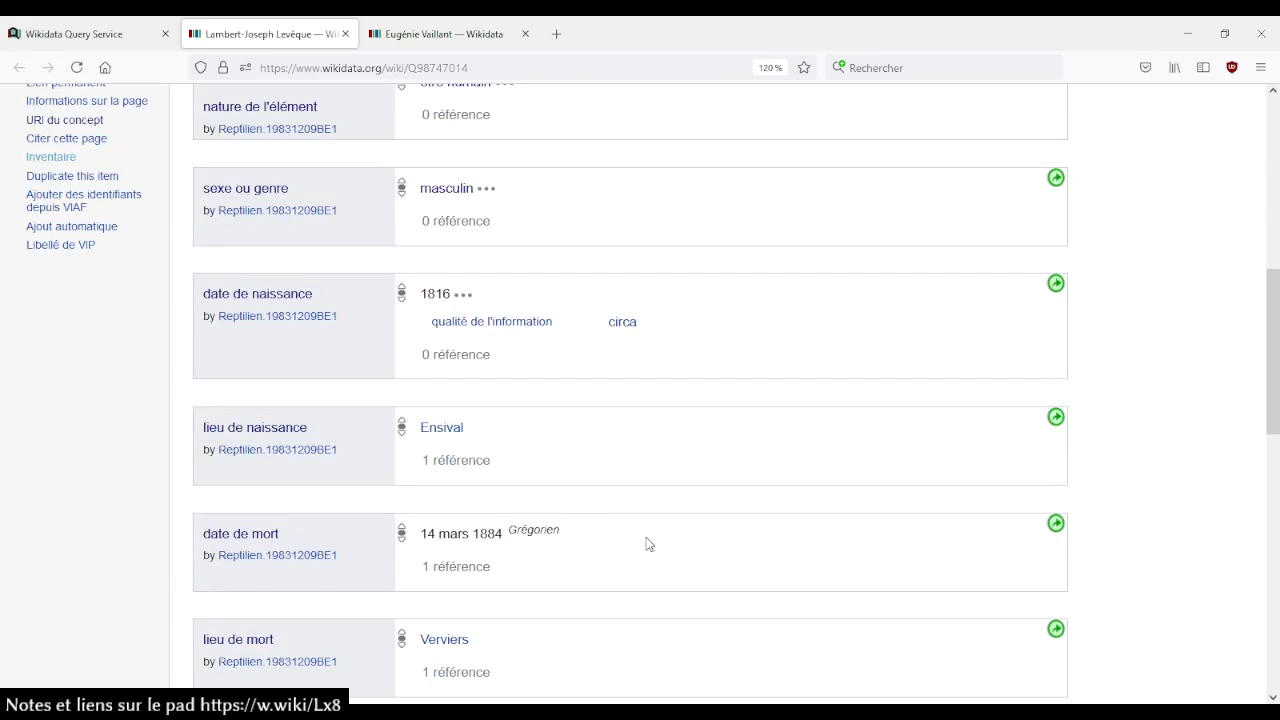 Wikidata Query Service
Lambert-Joseph Levêque — Wi
Eugénie Vaillant — Wikidata
https://www.wikidata.org/wiki/Q98747014
120 %
Rechercher
Lien permanent
Informations sur la page
URI du concept
Citer cette page
Inventaire
Duplicate this item
Ajouter des identifiants
depuis VIAF
Ajout automatique
Libellé de VIP
être humain
nature de l'élément
by Reptilien.19831209BE1
0 référence
sexe ou genre
by Reptilien.19831209BE1
masculin
0 référence
date de naissance
by Reptilien.19831209BE1
1816
qualité de l'information circa
0 référence
lieu de naissance
by Reptilien.19831209BE1
Ensival
1 référence
date de mort
by Reptilien.19831209BE1
14 mars 1884 Grégorien
1 référence
lieu de mort
by Reptilien.19831209BE1
Verviers
1 référence
Notes et liens sur le pad https://w.wiki/Lx8